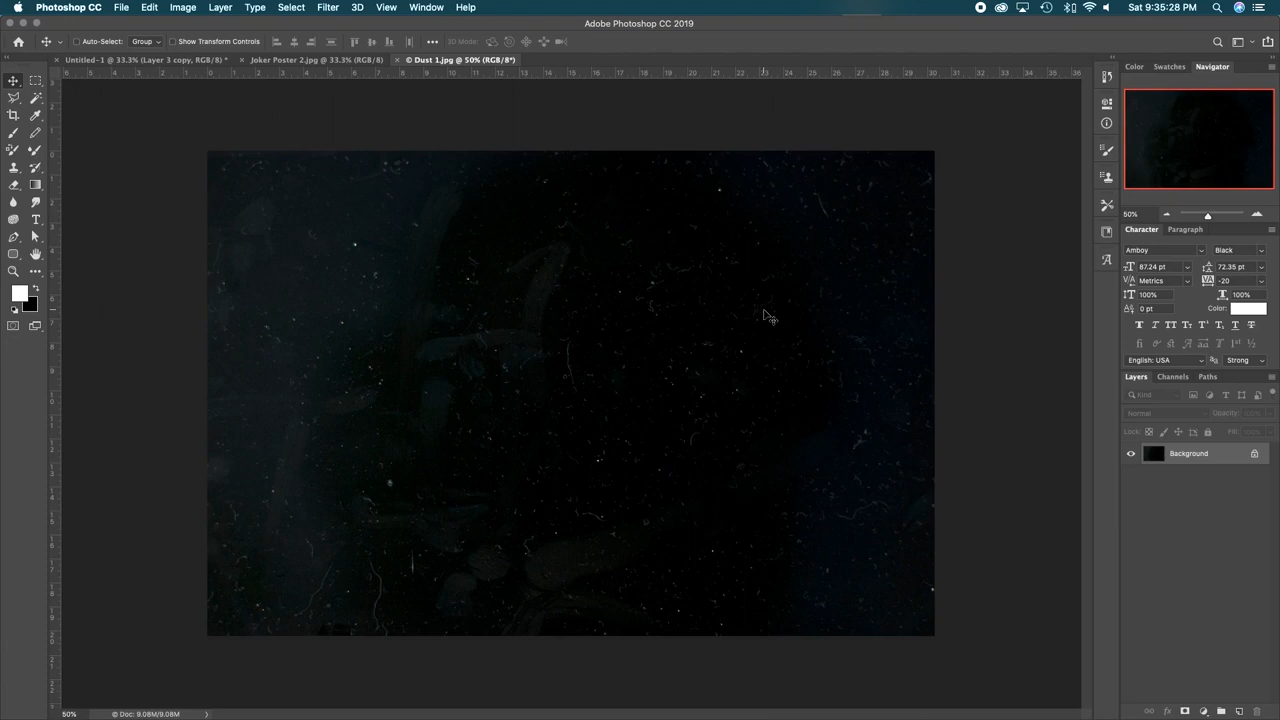 Photoshop CC File Edit Image Layer Type Select Filter 3D View Window Help Sat 9:35:28 PM
Adobe Photoshop CC 2019
Auto-Select: Group Show Transform Controls 3D Mode:
Untitled-1 @ 33.3% (Layer 3 copy, RGB/8) * Joker Poster 2.jpg @ 33.3% (RGB/8) © Dust 1.jpg @ 50% (RGB/8*)
Color Swatches Navigator
50%
Character Paragraph
Amboy Black
87.24 pt 72.35 pt
Metrics -20
100% 100%
0 pt Color:
English: USA Strong
Layers Channels Paths
Kind
Normal Opacity: 100%
Lock: Fill: 100%
Background
50% Doc: 9.08M/9.08M